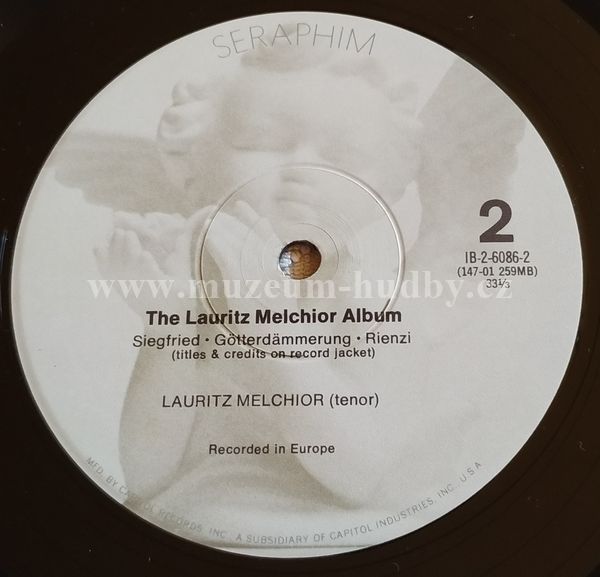 SERAPHIM
2
IB-2-6086-2
(147-01 259MB)
33⅓
www.muzeum-hudby.cz
The Lauritz Melchior Album
Siegfried · Götterdämmerung · Rienzi
(titles & credits on record jacket)
LAURITZ MELCHIOR (tenor)
Recorded in Europe
MFD. BY CAPITOL RECORDS, INC., A SUBSIDIARY OF CAPITOL INDUSTRIES, INC., U.S.A.